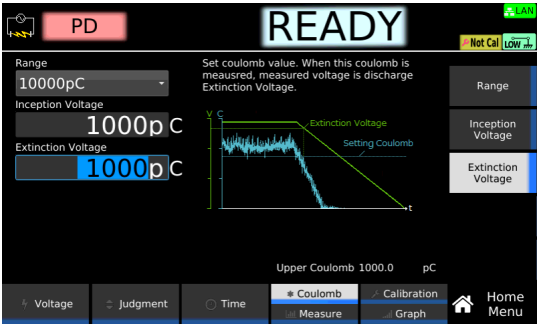 LAN
PD
READY
Not Cal
LOW
Range
10000pC
Inception Voltage
1000p C
Extinction Voltage
1000p C
Set coulomb value. When this coulomb is
meausred, measured voltage is discharge
Extinction Voltage.
V C
Extinction Voltage
Setting Coulomb
t
Upper Coulomb 1000.0 pC
Range
Inception
Voltage
Extinction
Voltage
Voltage
Judgment
Time
Coulomb
Measure
Calibration
Graph
Home
Menu